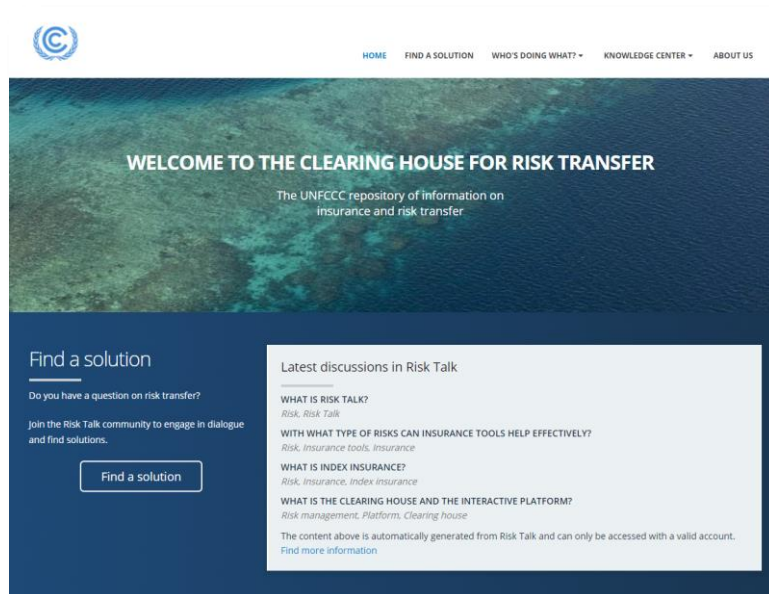 HOME FIND A SOLUTION WHO'S DOING WHAT? KNOWLEDGE CENTER ABOUT US
WELCOME TO THE CLEARING HOUSE FOR RISK TRANSFER
The UNFCCC repository of information on
insurance and risk transfer
Find a solution
Do you have a question on risk transfer?
Join the Risk Talk community to engage in dialogue
and find solutions.
Find a solution
Latest discussions in Risk Talk
WHAT IS RISK TALK?
Risk, Risk Talk
WITH WHAT TYPE OF RISKS CAN INSURANCE TOOLS HELP EFFECTIVELY?
Risk, Insurance tools, Insurance
WHAT IS INDEX INSURANCE?
Risk, Insurance, Index insurance
WHAT IS THE CLEARING HOUSE AND THE INTERACTIVE PLATFORM?
Risk management, Platform, Clearing house
The content above is automatically generated from Risk Talk and can only be accessed with a valid account.
Find more information